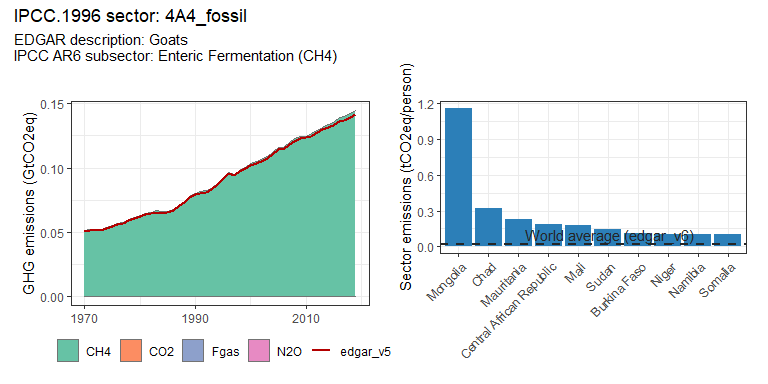 IPCC.1996 sector: 4A4_fossil
EDGAR description: Goats
IPCC AR6 subsector: Enteric Fermentation (CH4)
GHG emissions (GtCO2eq)
0.15
0.10
0.05
0.00
1970
1990
2010
CH4
CO2
Fgas
N2O
edgar_v5
Sector emissions (tCO2eq/person)
1.2
0.9
0.6
0.3
0.0
World average (edgar_v6)
Mongolia
Chad
Mauritania
Central African Republic
Mali
Sudan
Burkina Faso
Niger
Namibia
Somalia